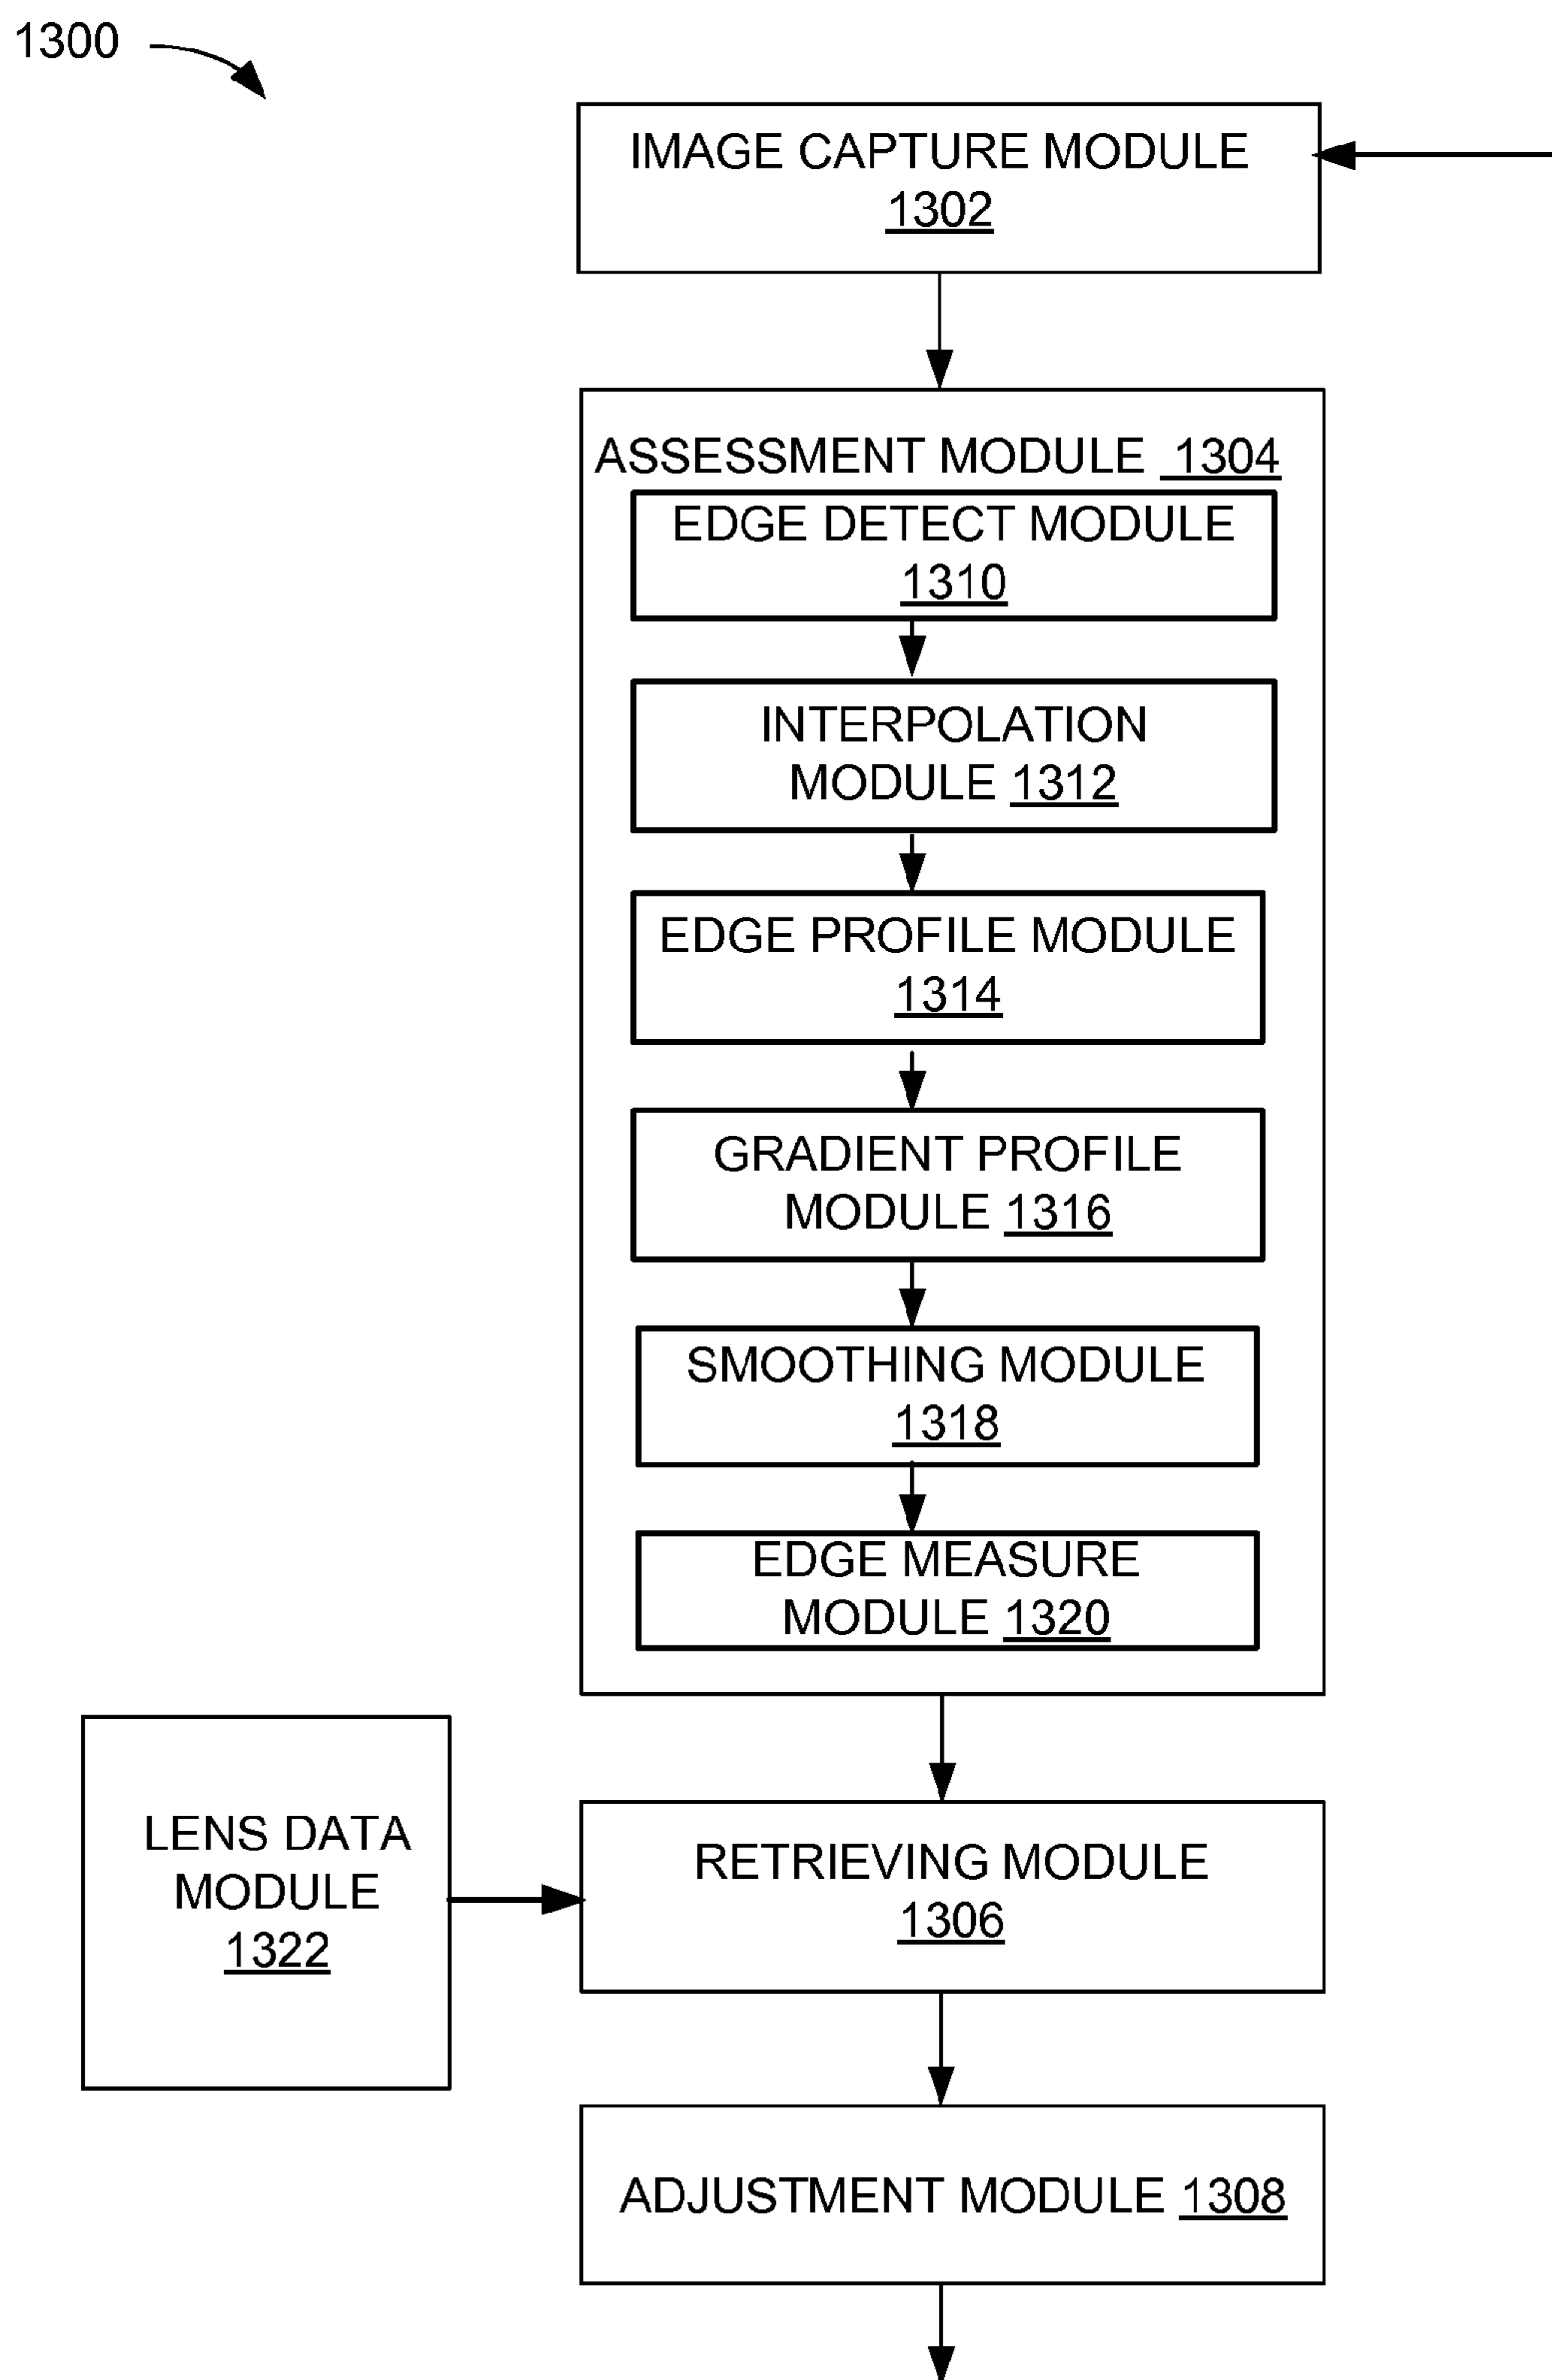 1300
IMAGE CAPTURE MODULE
1302
ASSESSMENT MODULE 1304
EDGE DETECT MODULE
1310
INTERPOLATION
MODULE 1312
EDGE PROFILE MODULE
1314
GRADIENT PROFILE
MODULE 1316
SMOOTHING MODULE
1318
EDGE MEASURE
MODULE 1320
LENS DATA
MODULE
1322
RETRIEVING MODULE
1306
ADJUSTMENT MODULE 1308